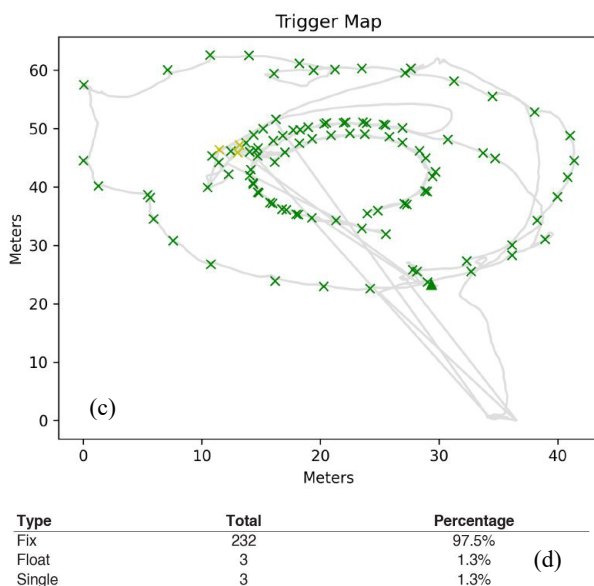 Trigger Map
60
50
40
30
20
10
0
Meters
(c)
0 10 20 30 40
Meters
Type Total Percentage
Fix 232 97.5%
Float 3 1.3%
Single 3 1.3%
(d)